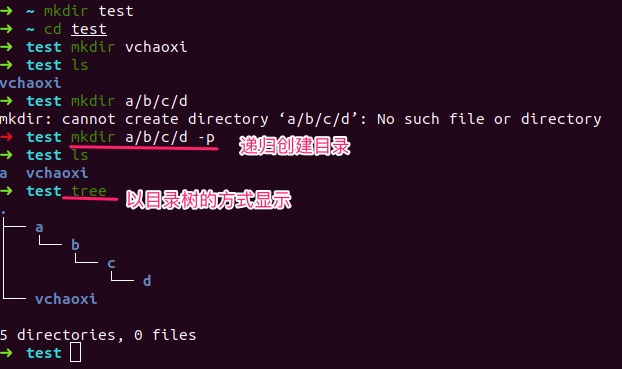 ➜ ~ mkdir test
➜ ~ cd test
➜ test mkdir vchaoxi
➜ test ls
vchaoxi
➜ test mkdir a/b/c/d
mkdir: cannot create directory ‘a/b/c/d’: No such file or directory
➜ test mkdir a/b/c/d -p 递归创建目录
➜ test ls
a vchaoxi
➜ test tree 以目录树的方式显示
.
├── a
│   └── b
│       └── c
│           └── d
└── vchaoxi
5 directories, 0 files
➜ test